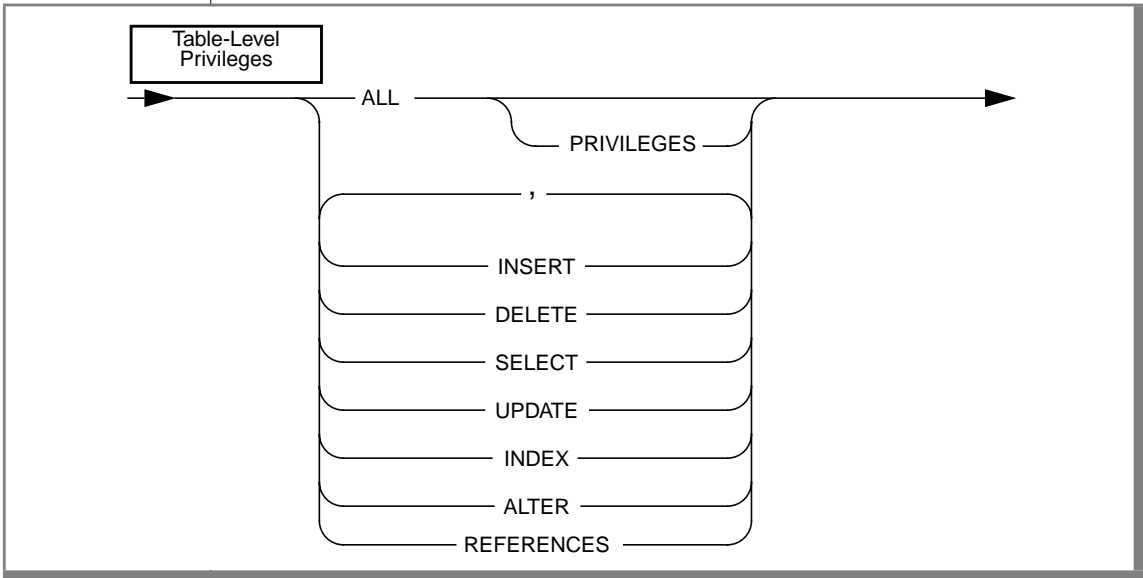 Table-Level
Privileges
ALL
PRIVILEGES
,
INSERT
DELETE
SELECT
UPDATE
INDEX
ALTER
REFERENCES